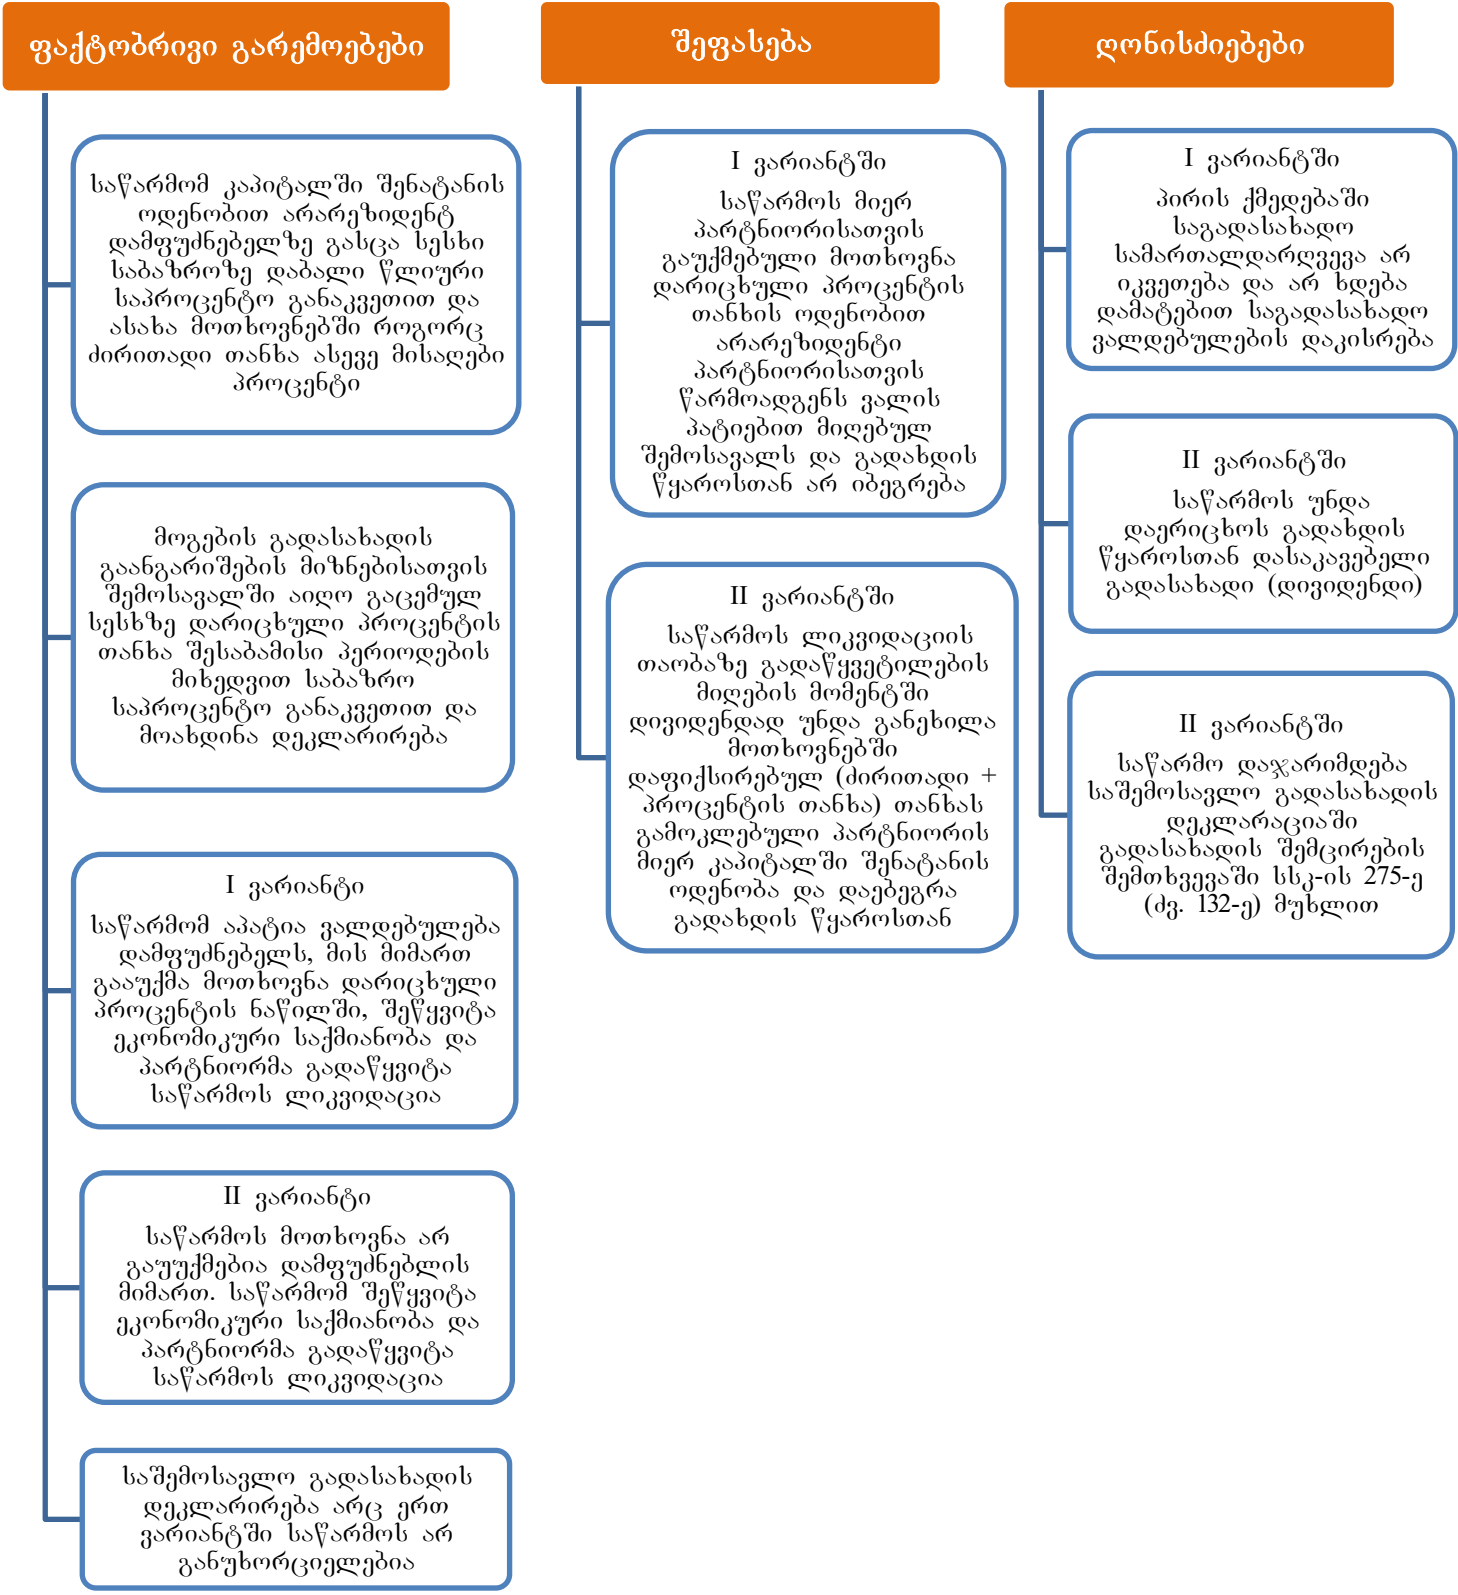 ფაქტობრივი გარემოებები
საწარმომ კაპიტალში შენატანის
ოდენობით არარეზიდენტ
დამფუძნებელზე გასცა სესხი
საბაზროზე დაბალი წლიური
საპროცენტო განაკვეთით და
ასახა მოთხოვნებში როგორც
ძირითადი თანხა ასევე მისაღები
პროცენტი
მოგების გადასახადის
გაანგარიშების მიზნებისათვის
შემოსავალში აიღო გაცემულ
სესხზე დარიცხული პროცენტის
თანხა შესაბამისი პერიოდების
მიხედვით საბაზრო
საპროცენტო განაკვეთით და
მოახდინა დეკლარირება
I ვარიანტი
საწარმომ აპატია ვალდებულება
დამფუძნებელს, მის მიმართ
გააუქმა მოთხოვნა დარიცხული
პროცენტის ნაწილში, შეწყვიტა
ეკონომიკური საქმიანობა და
პარტნიორმა გადაწყვიტა
საწარმოს ლიკვიდაცია
II ვარიანტი
საწარმოს მოთხოვნა არ
გაუუქმებია დამფუძნებლის
მიმართ. საწარმომ შეწყვიტა
ეკონომიკური საქმიანობა და
პარტნიორმა გადაწყვიტა
საწარმოს ლიკვიდაცია
საშემოსავლო გადასახადის
დეკლარირება არც ერთ
ვარიანტში საწარმოს არ
განუხორციელებია
შეფასება
I ვარიანტში
საწარმოს მიერ
პარტნიორისათვის
გაუქმებული მოთხოვნა
დარიცხული პროცენტის
თანხის ოდენობით
არარეზიდენტი
პარტნიორისათვის
წარმოადგენს ვალის
პატიებით მიღებულ
შემოსავალს და გადახდის
წყაროსთან არ იბეგრება
II ვარიანტში
საწარმოს ლიკვიდაციის
თაობაზე გადაწყვეტილების
მიღების მომენტში
დივიდენდად უნდა განეხილა
მოთხოვნებში
დაფიქსირებულ (ძირითადი +
პროცენტის თანხა) თანხას
გამოკლებული პარტნიორის
მიერ კაპიტალში შენატანის
ოდენობა და დაებეგრა
გადახდის წყაროსთან
ღონისძიებები
I ვარიანტში
პირის ქმედებაში
საგადასახადო
სამართალდარღვევა არ
იკვეთება და არ ხდება
დამატებით საგადასახადო
ვალდებულების დაკისრება
II ვარიანტში
საწარმოს უნდა
დაერიცხოს გადახდის
წყაროსთან დასაკავებელი
გადასახადი (დივიდენდი)
II ვარიანტში
საწარმო დაჯარიმდება
საშემოსავლო გადასახადის
დეკლარაციაში
გადასახადის შემცირების
შემთხვევაში სსკ-ის 275-ე
(ძვ. 132-ე) მუხლით